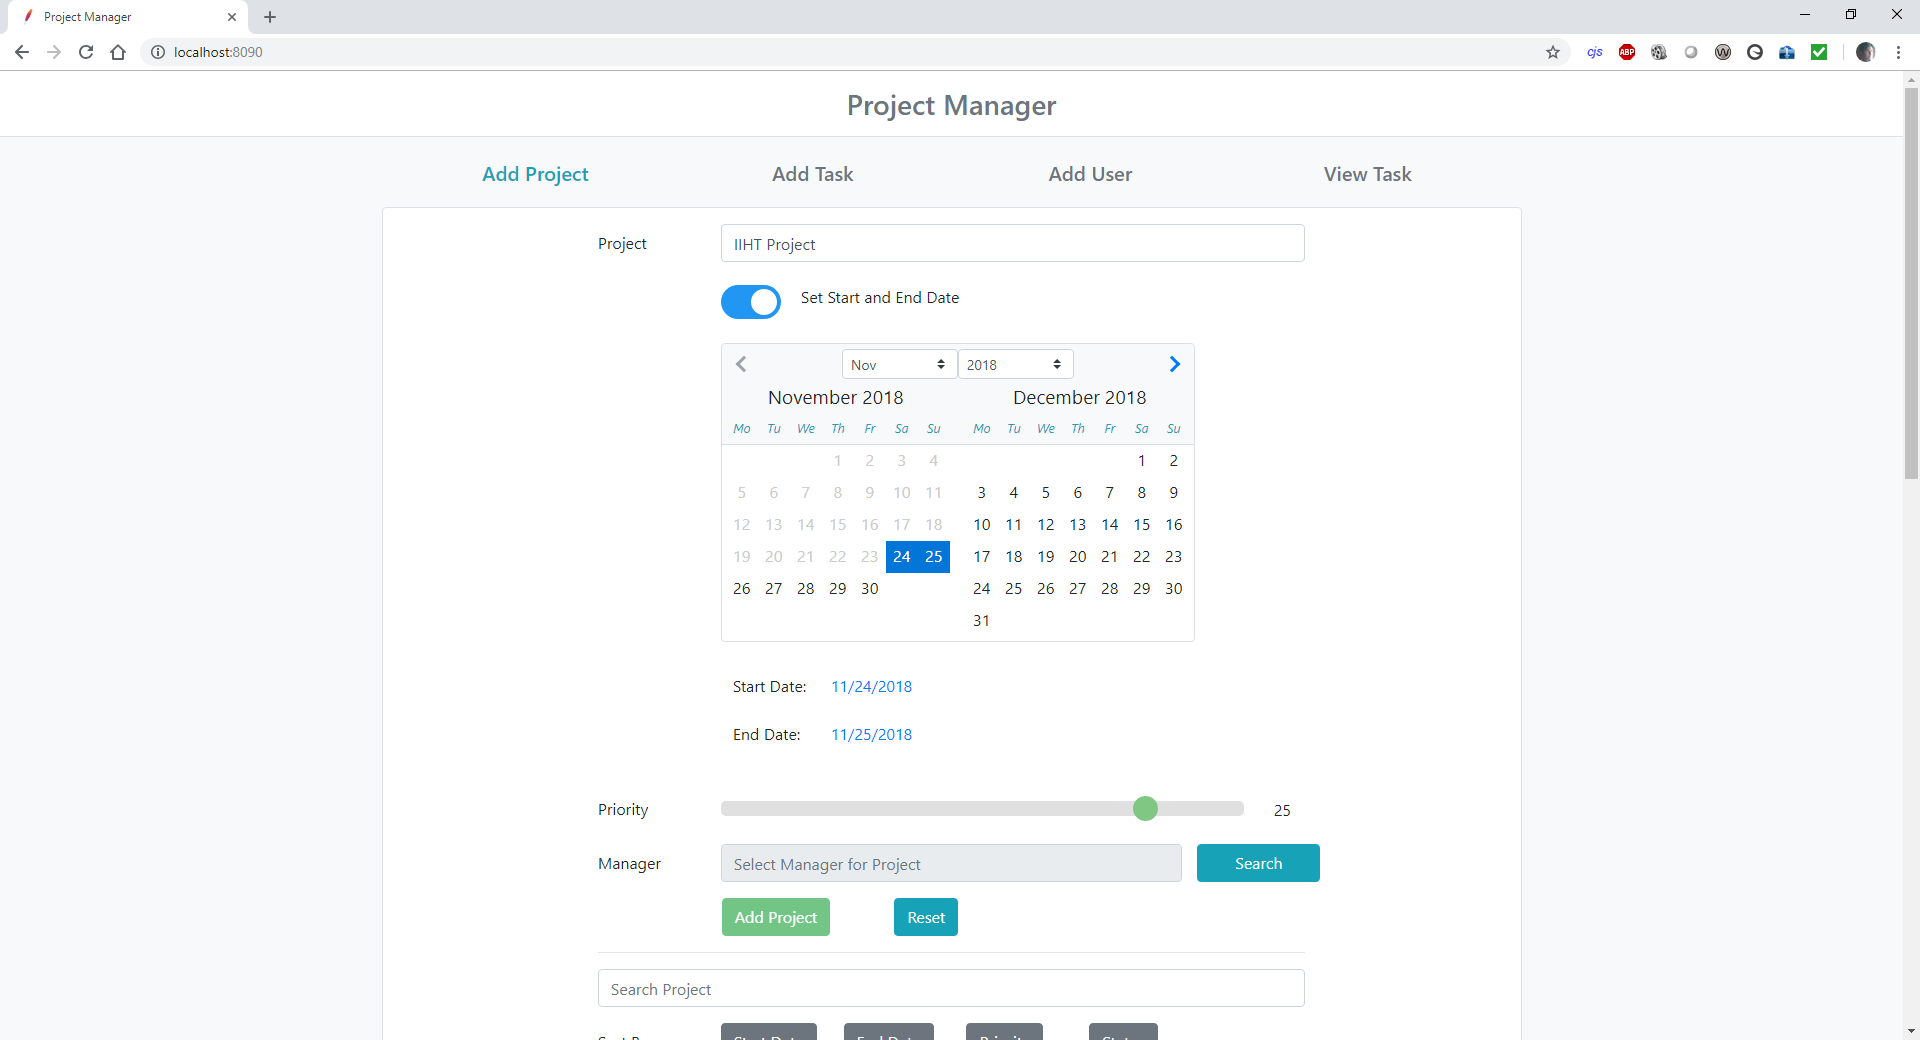 Project Manager
localhost:8090
cjs
ABP
Project Manager
Add Project Add Task Add User View Task
Project IIHT Project
Set Start and End Date
Nov 2018
November 2018 December 2018
Mo Tu We Th Fr Sa Su Mo Tu We Th Fr Sa Su
1 2 3 4 1 2
5 6 7 8 9 10 11 3 4 5 6 7 8 9
12 13 14 15 16 17 18 10 11 12 13 14 15 16
19 20 21 22 23 24 25 17 18 19 20 21 22 23
26 27 28 29 30 24 25 26 27 28 29 30
31
Start Date: 11/24/2018
End Date: 11/25/2018
Priority 25
Manager Select Manager for Project Search
Add Project Reset
Search Project